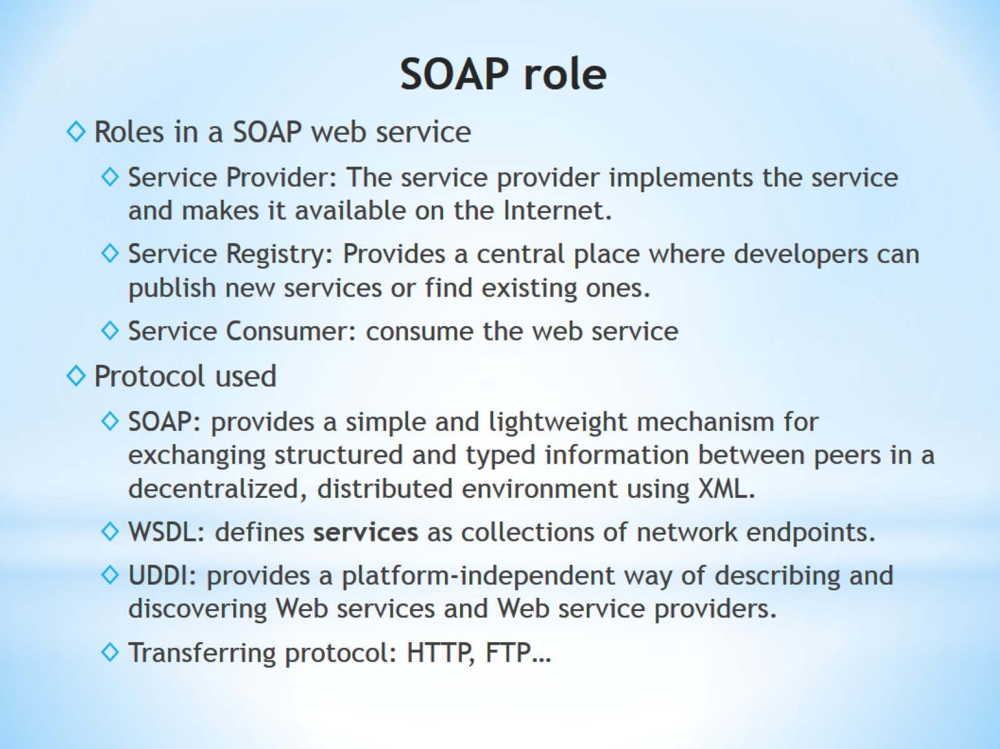 SOAP role
Roles in a SOAP web service
Service Provider: The service provider implements the service
and makes it available on the Internet.
Service Registry: Provides a central place where developers can
publish new services or find existing ones.
Service Consumer: consume the web service
Protocol used
SOAP: provides a simple and lightweight mechanism for
exchanging structured and typed information between peers in a
decentralized, distributed environment using XML.
WSDL: defines services as collections of network endpoints.
UDDI: provides a platform-independent way of describing and
discovering Web services and Web service providers.
Transferring protocol: HTTP, FTP…